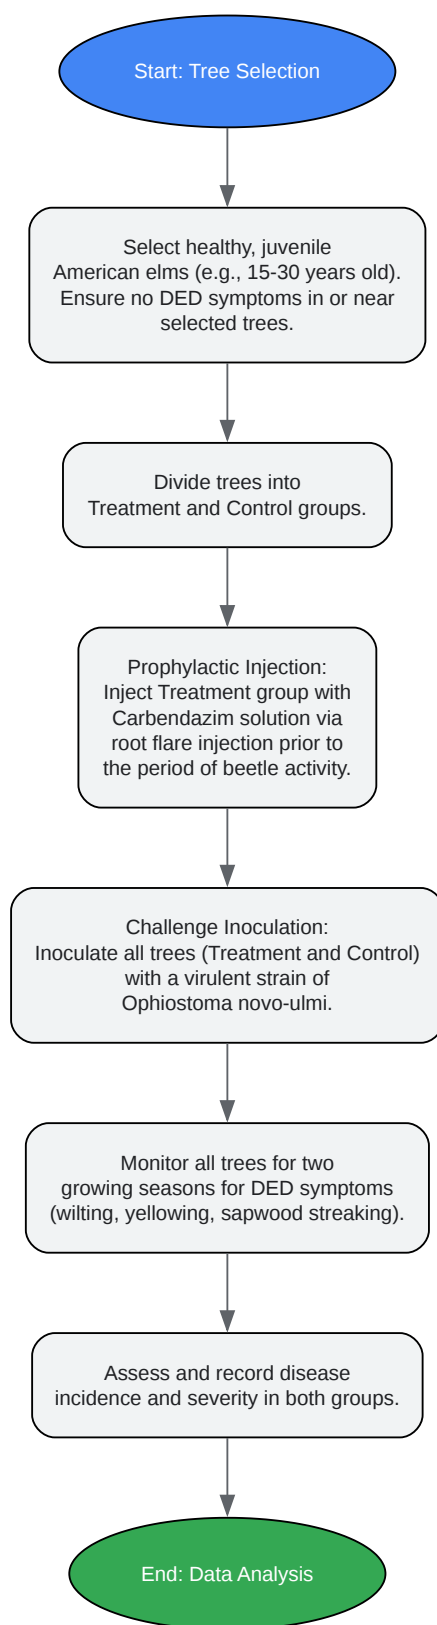 Start: Tree Selection
Select healthy, juvenile
American elms (e.g., 15-30 years old).
Ensure no DED symptoms in or near
selected trees.
Divide trees into
Treatment and Control groups.
Prophylactic Injection:
Inject Treatment group with
Carbendazim solution via
root flare injection prior to
the period of beetle activity.
Challenge Inoculation:
Inoculate all trees (Treatment and Control)
with a virulent strain of
Ophiostoma novo-ulmi.
Monitor all trees for two
growing seasons for DED symptoms
(wilting, yellowing, sapwood streaking).
Assess and record disease
incidence and severity in both groups.
End: Data Analysis